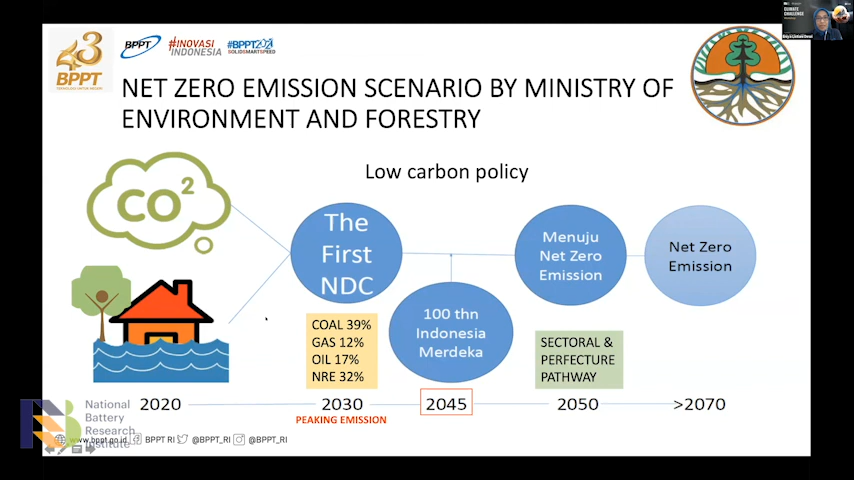 43
BPPT
BPPT
#INOVASI
INDONESIA
#BPPT2021
SOLIDSMARTSPEED
CLIMATE
CHALLENGE
NET ZERO EMISSION SCENARIO BY MINISTRY OF
ENVIRONMENT AND FORESTRY
Low carbon policy
CO2
The
First
NDC
Menuju
Net Zero
Emission
Net Zero
Emission
100 thn
Indonesia
Merdeka
COAL 39%
GAS 12%
OIL 17%
NRE 32%
SECTORAL &
PERFECTURE
PATHWAY
2020
2030
2045
2050
>2070
PEAKING EMISSION
National
Battery
Research
Institute
www.bppt.go.id
BPPT RI
@BPPT_RI
@BPPT_RI